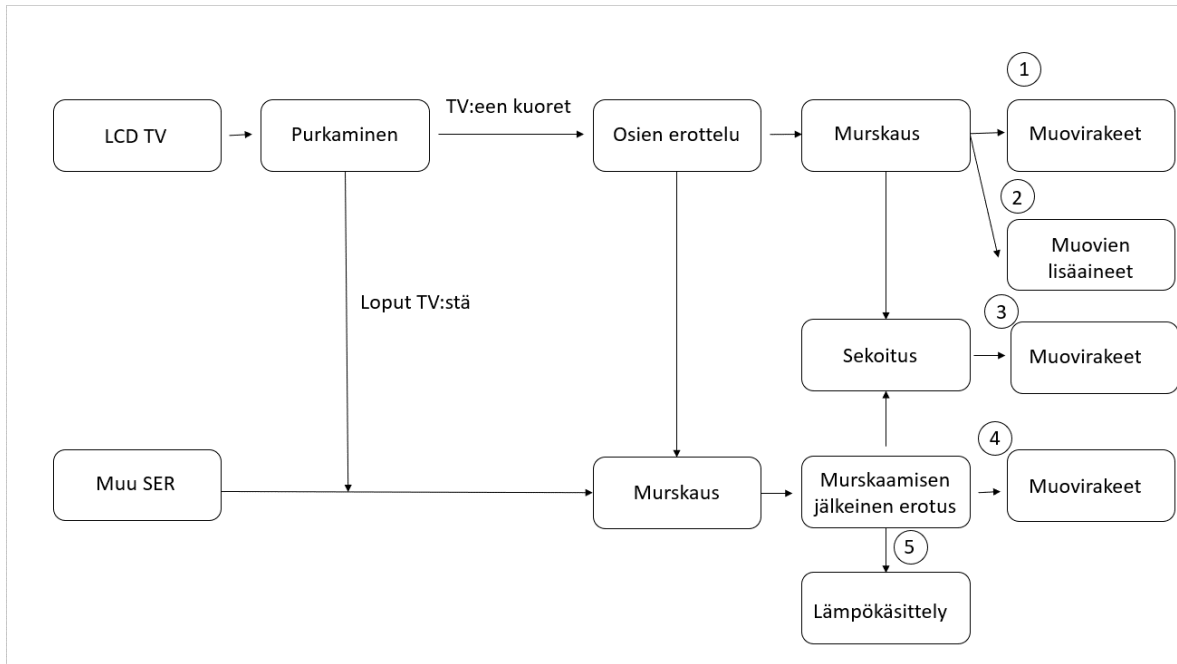 1
TV:een kuoret
LCD TV
Purkaminen
Osien erottelu
Murskaus
Muovirakeet
2
Muovien
lisäaineet
Loput TV:stä
3
Sekoitus
Muovirakeet
4
Muu SER
Murskaus
Murskaamisen
jälkeinen erotus
Muovirakeet
5
Lämpökäsittely